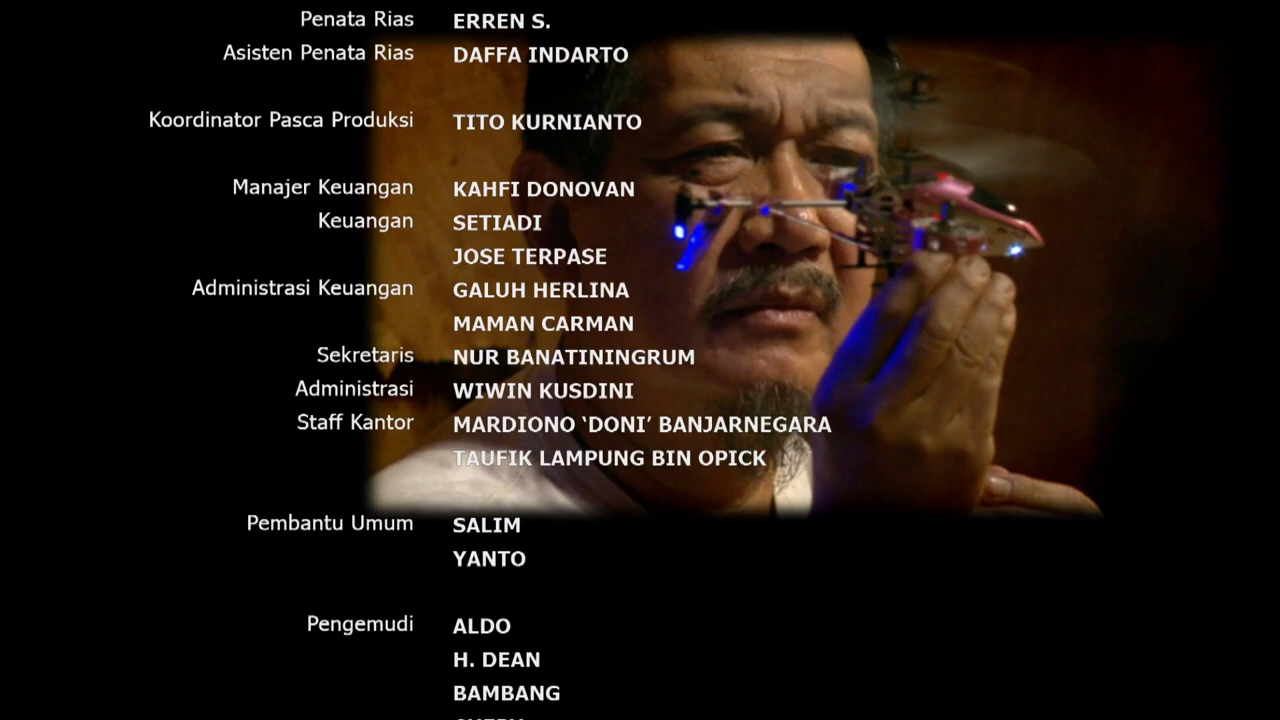 Penata Rias ERREN S.
Asisten Penata Rias DAFFA INDARTO
Koordinator Pasca Produksi TITO KURNIANTO
Manajer Keuangan KAHFI DONOVAN
Keuangan SETIADI
JOSE TERPASE
Administrasi Keuangan GALUH HERLINA
MAMAN CARMAN
Sekretaris NUR BANATININGRUM
Administrasi WIWIN KUSDINI
Staff Kantor MARDIONO ‘DONI’ BANJARNEGARA
TAUFIK LAMPUNG BIN OPICK
Pembantu Umum SALIM
YANTO
Pengemudi ALDO
H. DEAN
BAMBANG